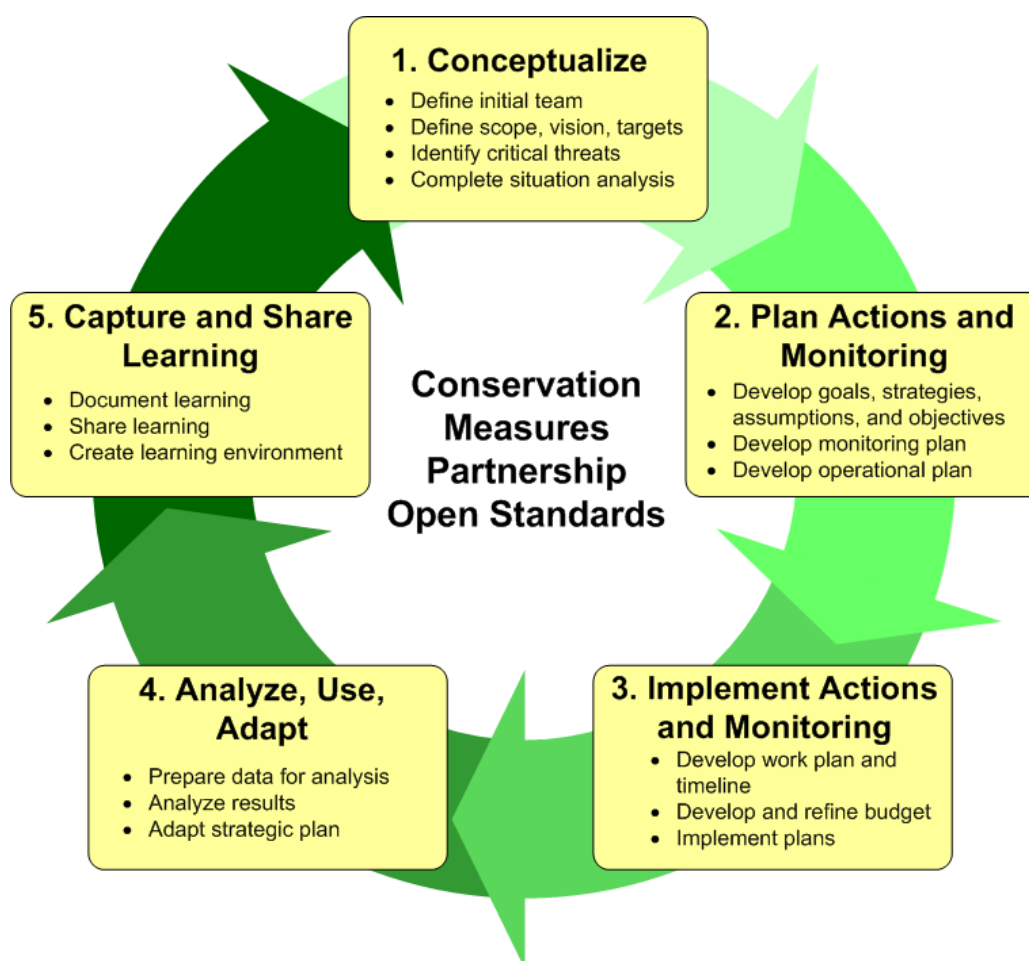 1. Conceptualize
• Define initial team
• Define scope, vision, targets
• Identify critical threats
• Complete situation analysis
2. Plan Actions and
Monitoring
• Develop goals, strategies,
assumptions, and objectives
• Develop monitoring plan
• Develop operational plan
3. Implement Actions
and Monitoring
• Develop work plan and
timeline
• Develop and refine budget
• Implement plans
4. Analyze, Use,
Adapt
• Prepare data for analysis
• Analyze results
• Adapt strategic plan
5. Capture and Share
Learning
• Document learning
• Share learning
• Create learning environment
Conservation
Measures
Partnership
Open Standards